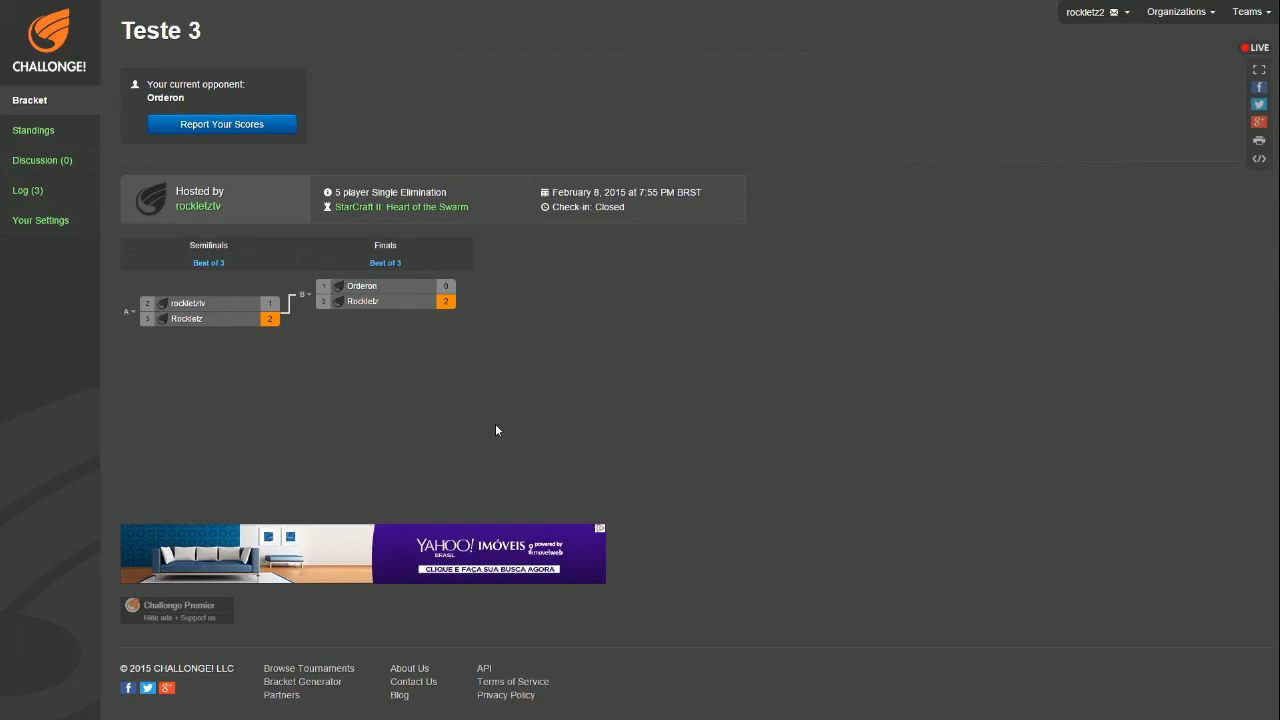 CHALLONGE!
Bracket
Standings
Discussion (0)
Log (3)
Your Settings
Teste 3
rockletz2
Organizations
Teams
LIVE
Your current opponent:
Orderon
Report Your Scores
Hosted by
rockletztv
5 player Single Elimination
StarCraft II: Heart of the Swarm
February 8, 2015 at 7:55 PM BRST
Check-in: Closed
Semifinals
Best of 3
Finals
Best of 3
A
2 rockletztv 1
3 Rockletz 2
B
1 Orderon 0
3 Rockletz 2
YAHOO! IMÓVEIS
BRASIL
powered by
imovelweb
CLIQUE E FAÇA SUA BUSCA AGORA
Challonge Premier
Hide ads + Support us
© 2015 CHALLONGE! LLC
Browse Tournaments
Bracket Generator
Partners
About Us
Contact Us
Blog
API
Terms of Service
Privacy Policy